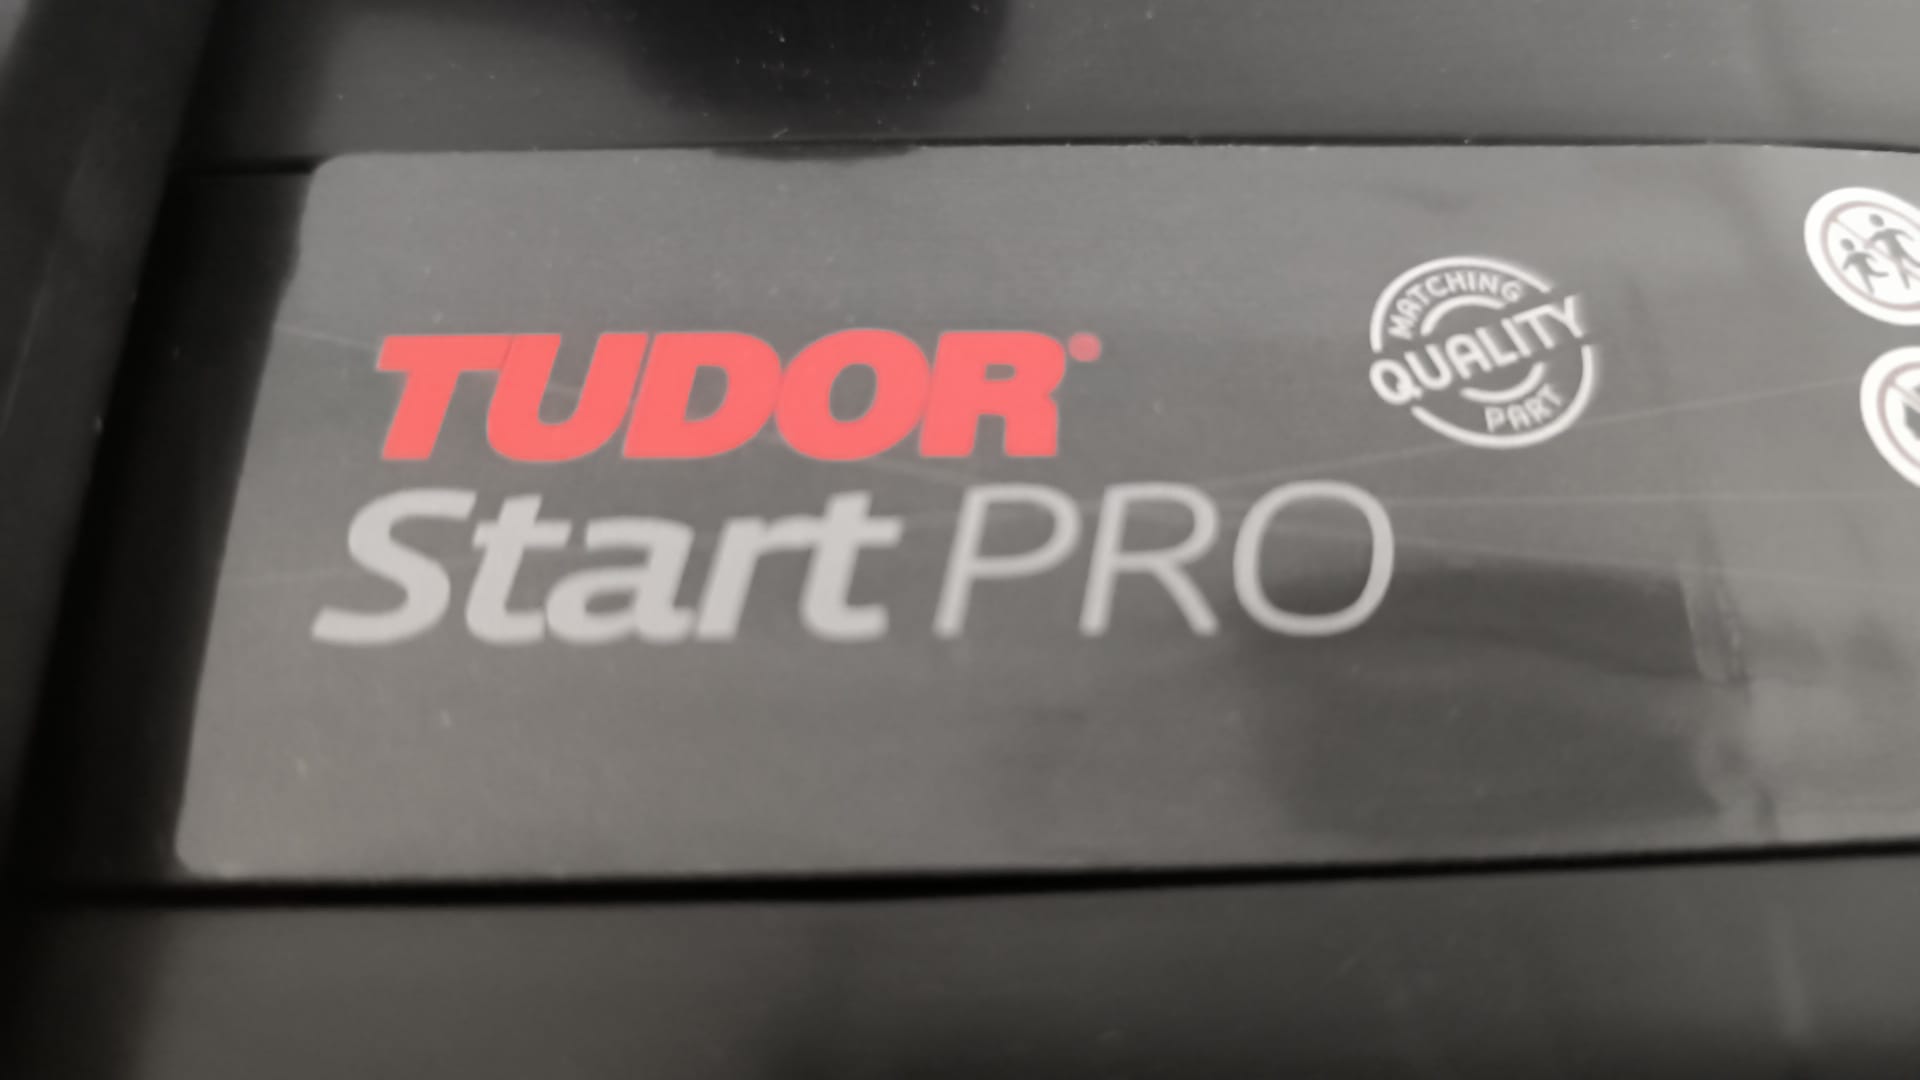 TUDOR
Start PRO
MATCHING
QUALITY
PART